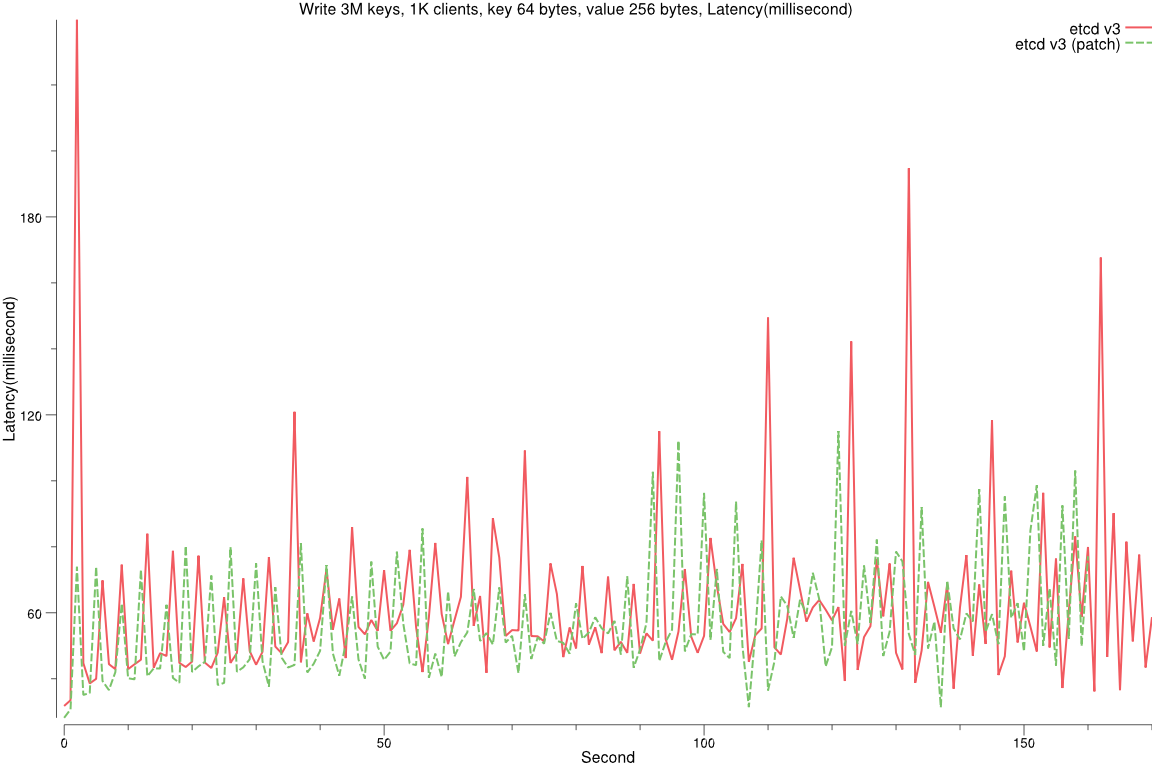 Write 3M keys, 1K clients, key 64 bytes, value 256 bytes, Latency(millisecond)
etcd v3
etcd v3 (patch)
180
120
60
Latency(millisecond)
0 50 100 150
Second